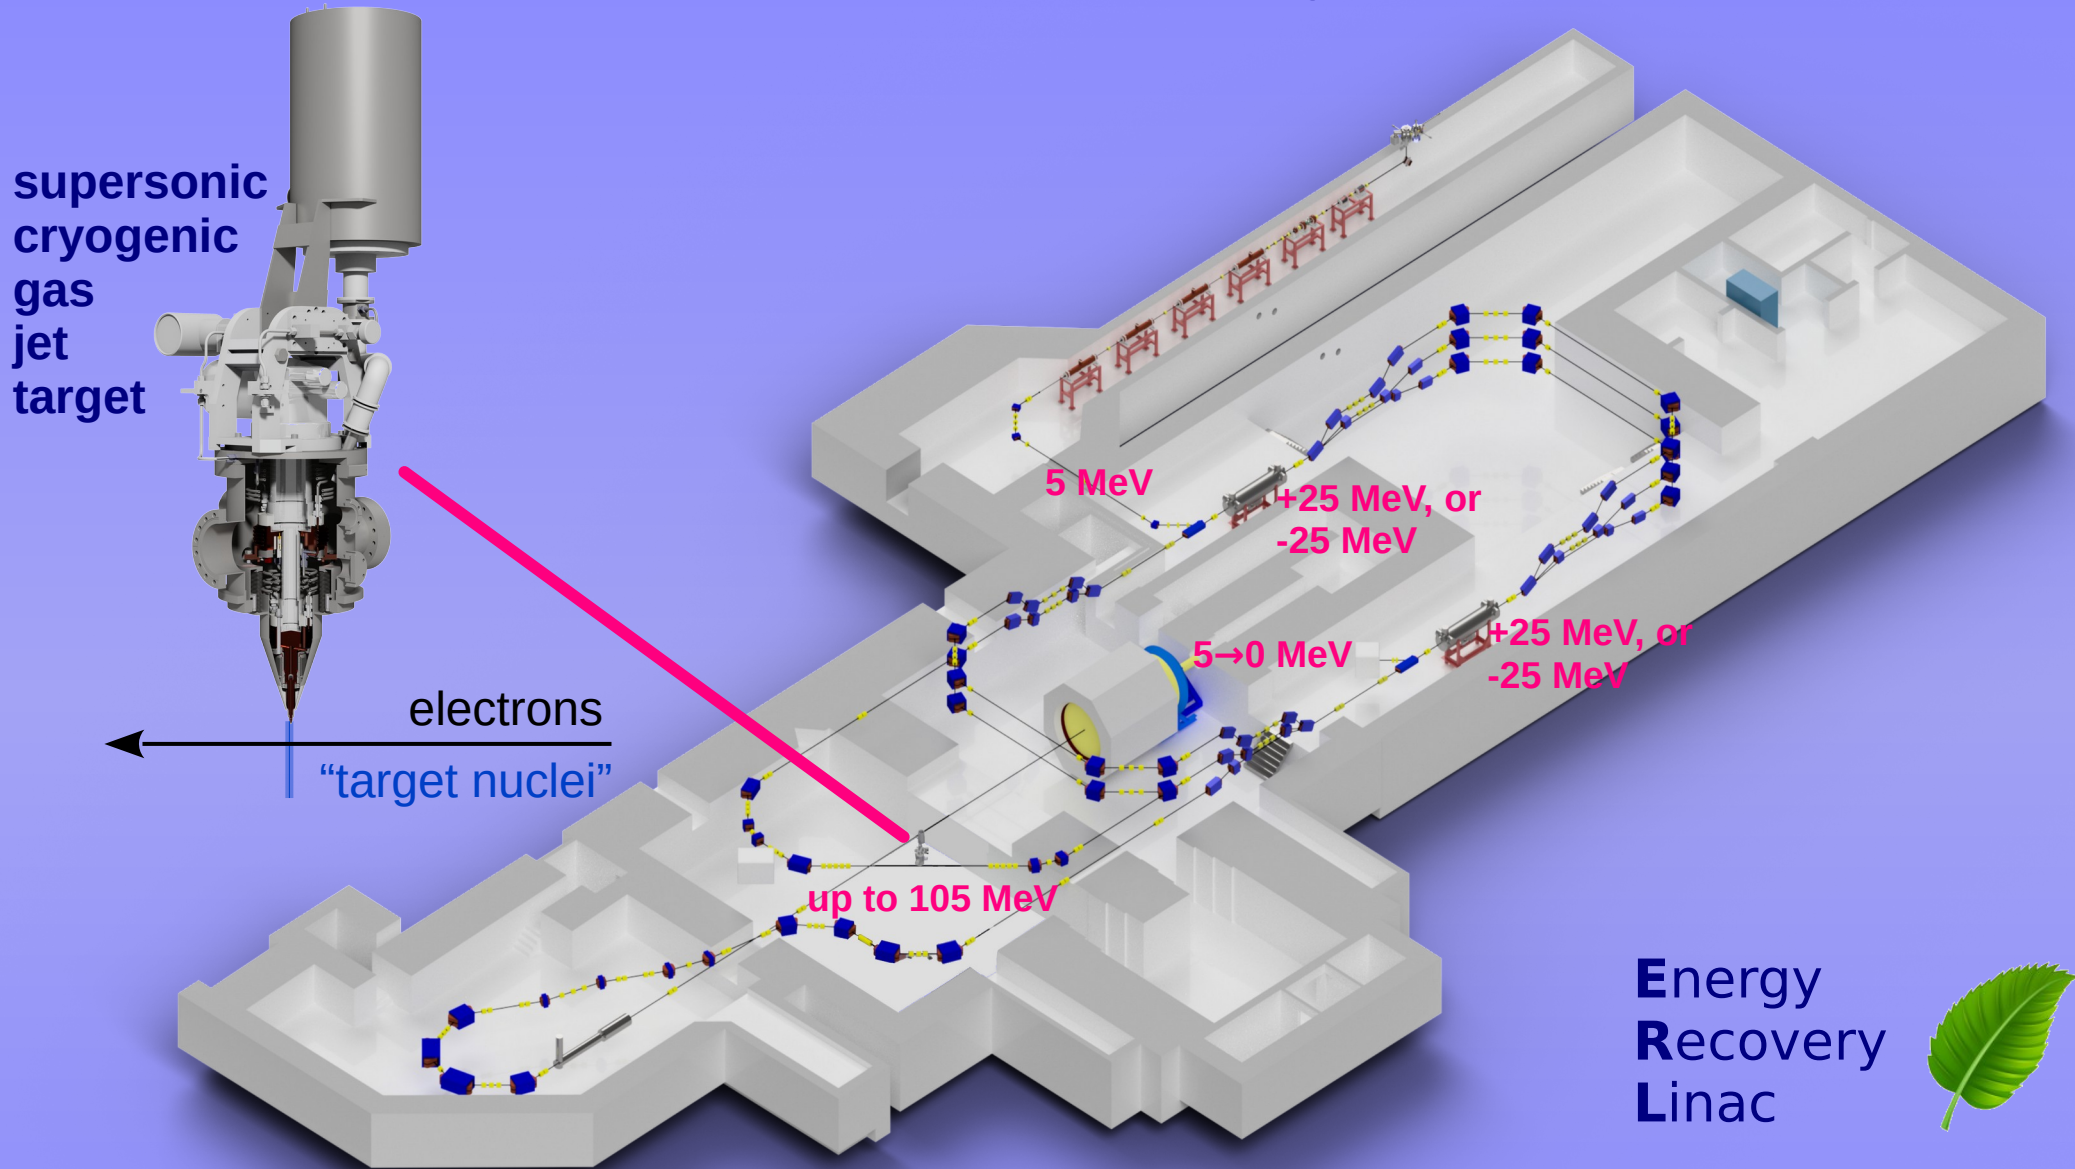 supersonic
cryogenic
gas
jet
target
electrons
“target nuclei”
5 MeV
+25 MeV, or
-25 MeV
5→0 MeV
+25 MeV, or
-25 MeV
up to 105 MeV
Energy
Recovery
Linac